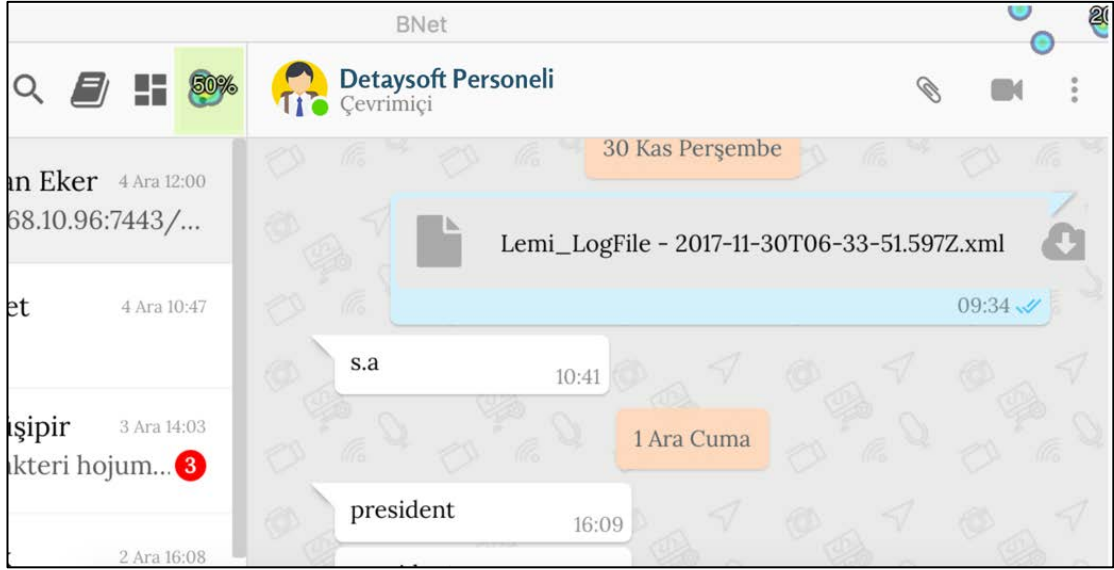 BNet
50%
Detaysoft Personeli
Çevrimiçi
an Eker 4 Ara 12:00
68.10.96:7443/...
et 4 Ara 10:47
işipir 3 Ara 14:03
akteri hojum... 3
2 Ara 16:08
30 Kas Perşembe
Lemi_LogFile - 2017-11-30T06-33-51.597Z.xml
09:34
s.a
10:41
1 Ara Cuma
president
16:09